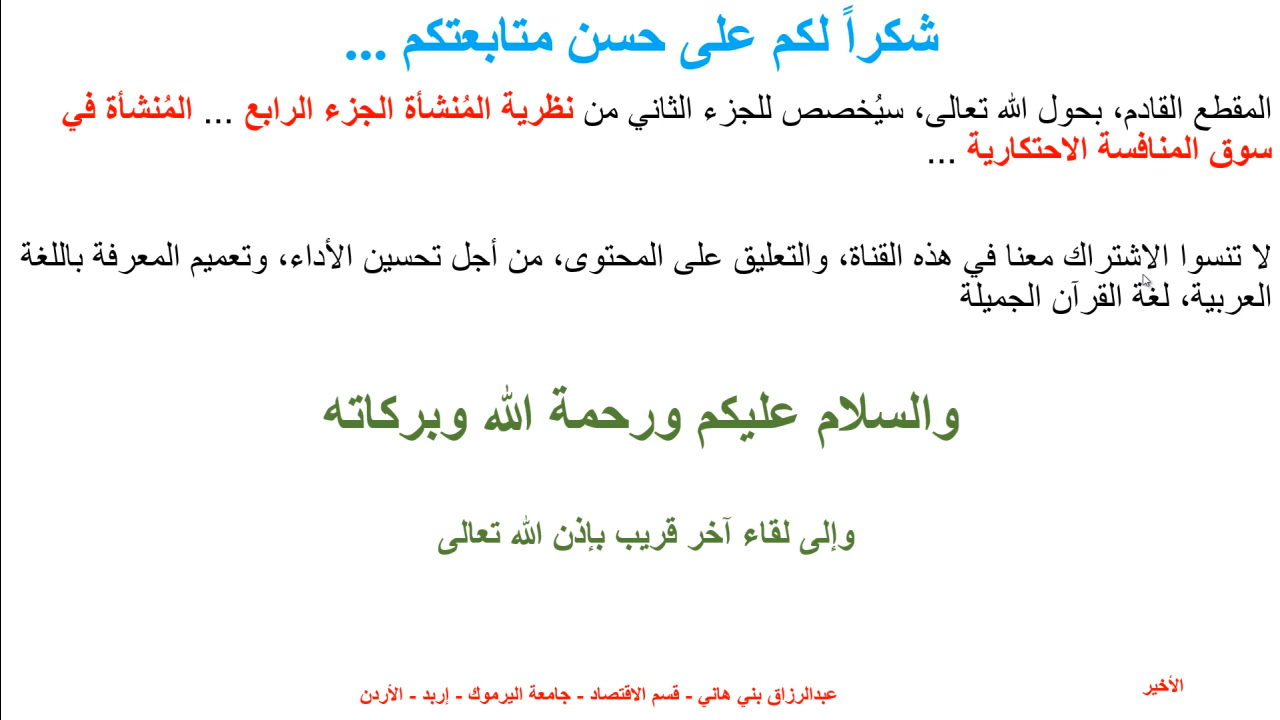 شكراً لكم على حسن متابعتكم ...
المقطع القادم، بحول الله تعالى، سيُخصص للجزء الثاني من نظرية المُنشأة الجزء الرابع ... المُنشأة في
سوق المنافسة الاحتكارية ...
لا تنسوا الإشتراك معنا في هذه القناة، والتعليق على المحتوى، من أجل تحسين الأداء، وتعميم المعرفة باللغة
العربية، لغة القرآن الجميلة
والسلام عليكم ورحمة الله وبركاته
وإلى لقاء آخر قريب بإذن الله تعالى
الأخير
عبدالرزاق بني هاني - قسم الاقتصاد - جامعة اليرموك - إربد - الأردن